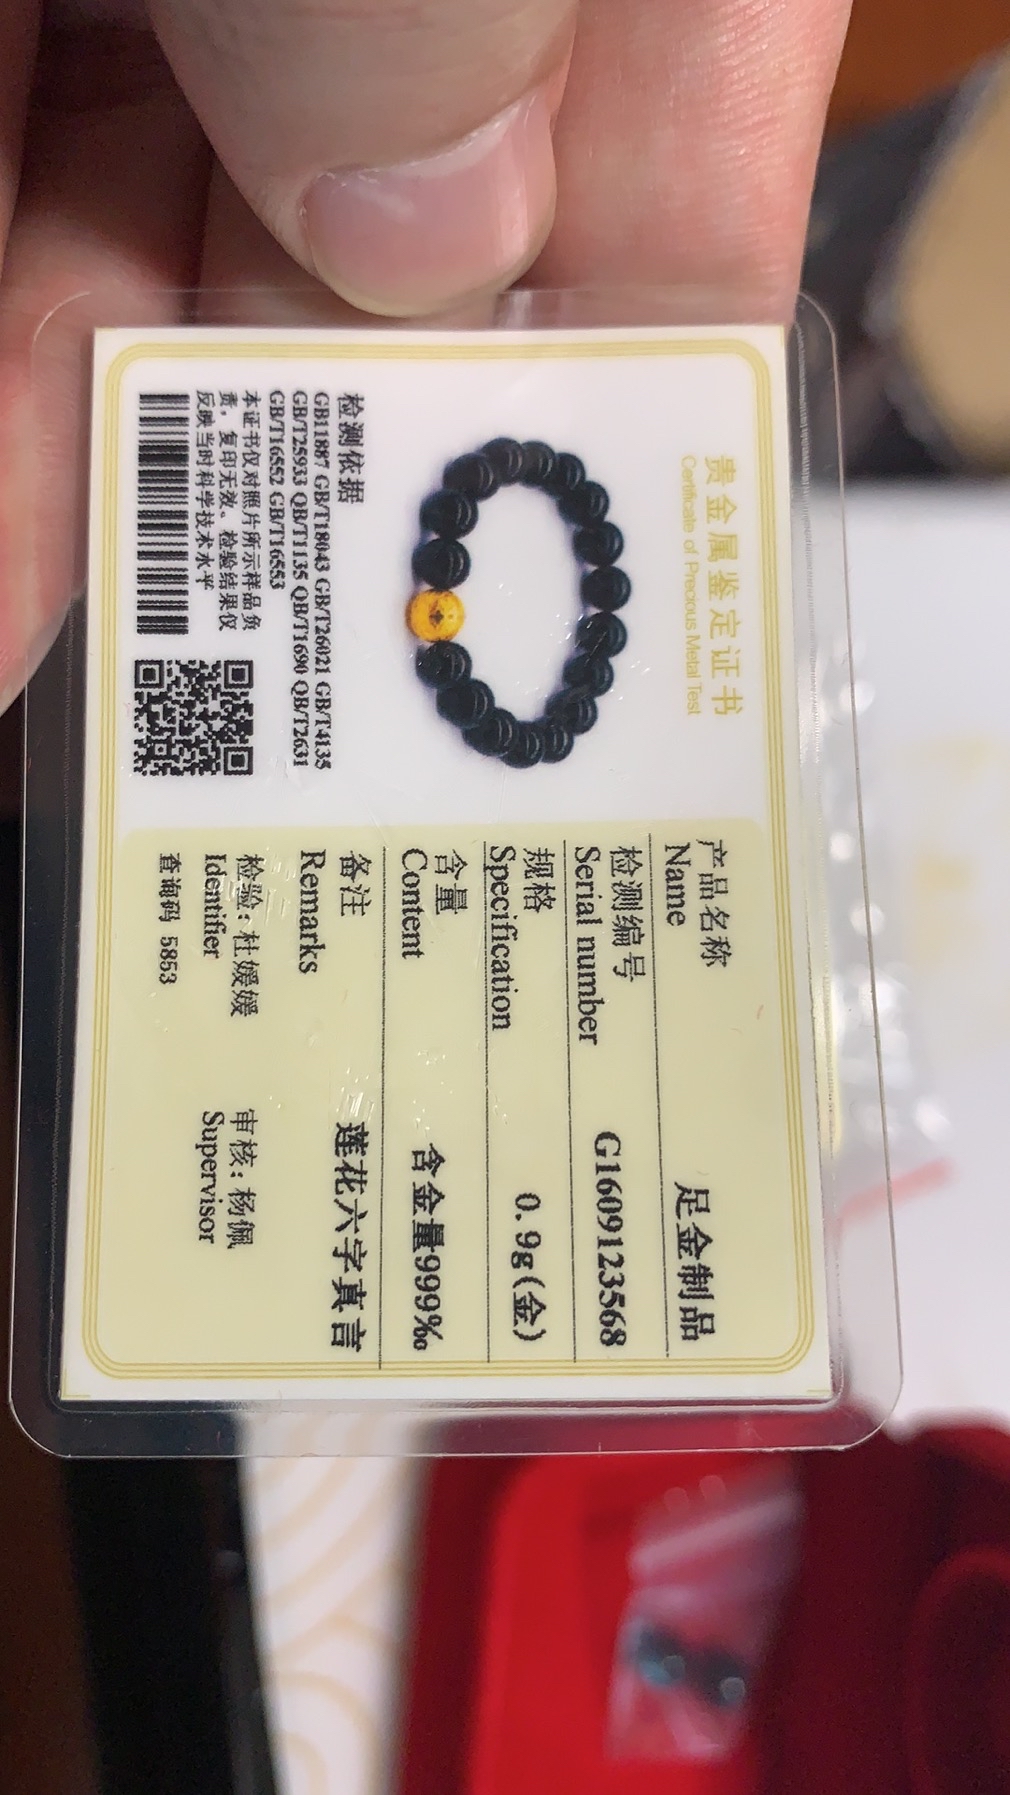 贵金属鉴定证书
Certificate of Precious Metal Test
检测依据
GB11887 GB/T18043 GB/T26021 GB/T4135
GB/T25933 QB/T1135 QB/T1690 QB/T2631
GB/T16552 GB/T16553
本证书仅对照片所示样品负
责，复印无效。检验结果仅
反映当时科学技术水平
产品名称 足金制品
Name
检测编号 G1609123568
Serial number
规格 0.9g(金)
Specification
含量 含金量999‰
Content
备注 莲花六字真言
Remarks
检验：杜媛媛 审核：杨佩
Identifier Supervisor
查询码 5853